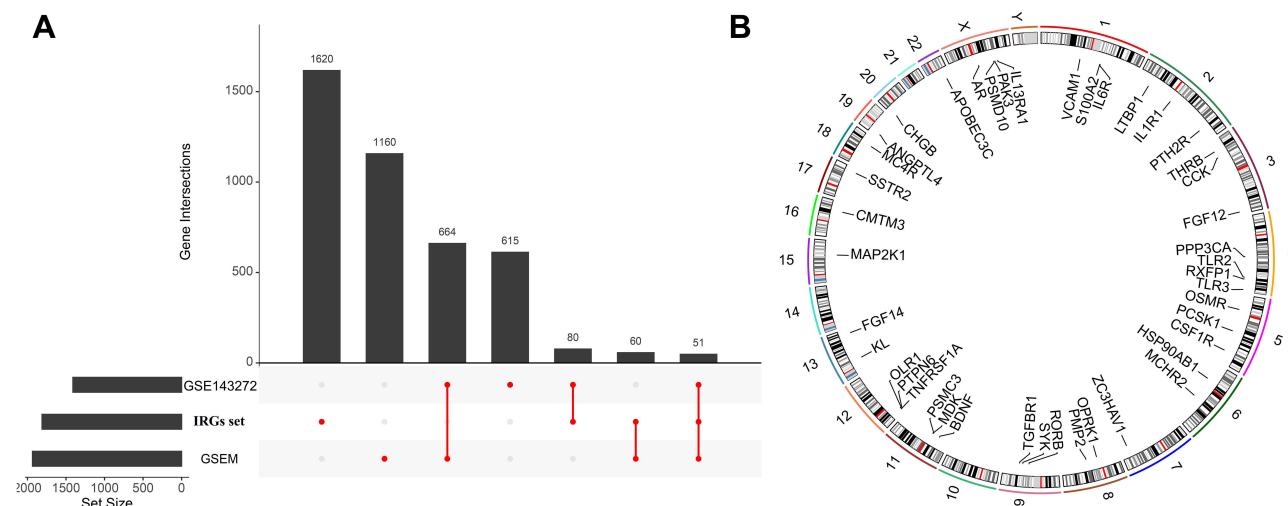 A
Gene Intersections
1500
1000
500
0
1620
1160
664
615
80
60
51
GSE143272
IRGs set
GSEM
2000 1500 1000 500 0
Set Size
B
1
2
3
5
6
7
8
9
10
11
12
13
14
15
16
17
18
19
20
21
22
X
Y
VCAM1
S100A2
IL6R
LTBP1
IL1R1
PTH2R
THRB
CCK
FGF12
PPP3CA
TLR2
RXFP1
TLR3
OSMR
PCSK1
CSF1R
HSP90AB1
MCHR2
ZC3HAV1
OPRK1
PMP2
RORB
SYK
TGFBR1
BDNF
MDK
PSMC3
TNFRSF1A
PTPN6
OLR1
KL
FGF14
MAP2K1
CMTM3
SSTR2
MC4R
ANGPTL4
CHGB
APOBEC3C
AR
PSMD10
PAK3
IL13RA1